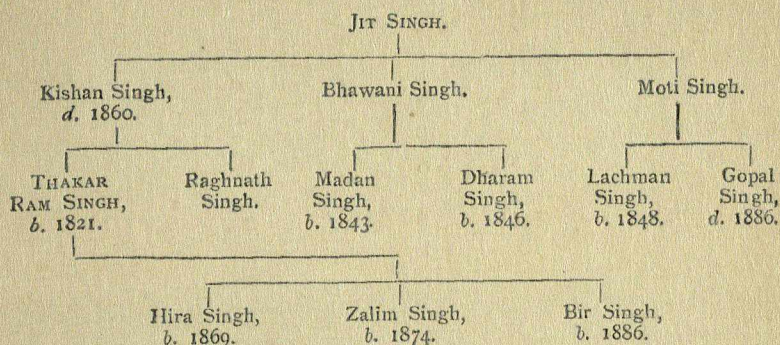 JIT SINGH.
Kishan Singh,
d. 1860.
Bhawani Singh.
Moti Singh.
THAKAR
RAM SINGH,
b. 1821.
Raghnath
Singh.
Madan
Singh,
b. 1843.
Dharam
Singh,
b. 1846.
Lachman
Singh,
b. 1848.
Gopal
Singh,
d. 1886.
Hira Singh,
b. 1869.
Zalim Singh,
b. 1874.
Bir Singh,
b. 1886.